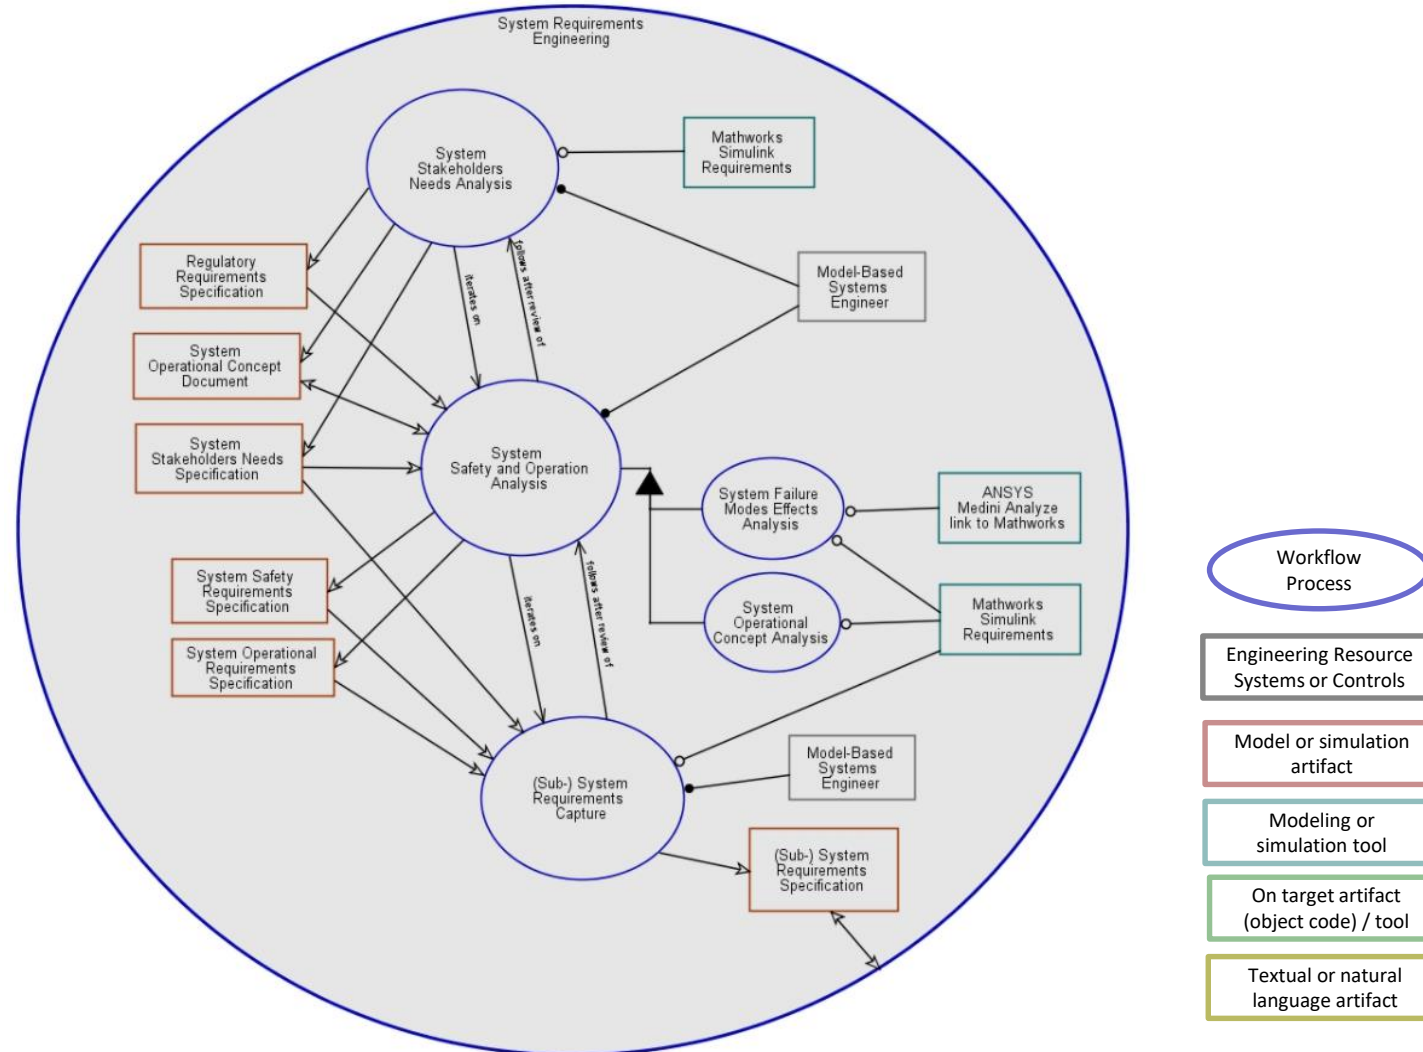 System Requirements
Engineering
System
Stakeholders
Needs Analysis
Mathworks
Simulink
Requirements
Regulatory
Requirements
Specification
iterates on
follows after review of
Model-Based
Systems
Engineer
System
Operational Concept
Document
System
Stakeholders Needs
Specification
System
Safety and Operation
Analysis
System Failure
Modes Effects
Analysis
ANSYS
Medini Analyze
link to Mathworks
System Safety
Requirements
Specification
iterates on
follows after review of
System
Operational
Concept Analysis
Mathworks
Simulink
Requirements
System Operational
Requirements
Specification
(Sub-) System
Requirements
Capture
Model-Based
Systems
Engineer
(Sub-) System
Requirements
Specification
Workflow
Process
Engineering Resource
Systems or Controls
Model or simulation
artifact
Modeling or
simulation tool
On target artifact
(object code) / tool
Textual or natural
language artifact